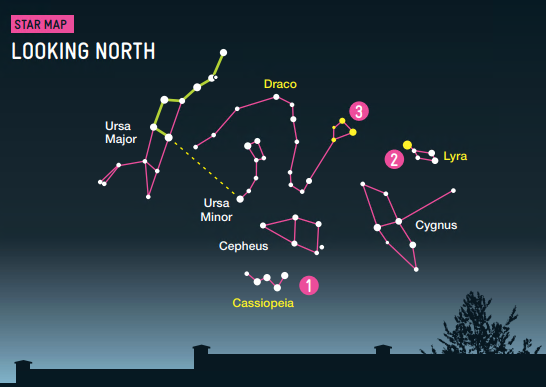 STAR MAP
LOOKING NORTH
Draco
3
Ursa
Major
2
Lyra
Ursa
Minor
Cygnus
Cepheus
1
Cassiopeia